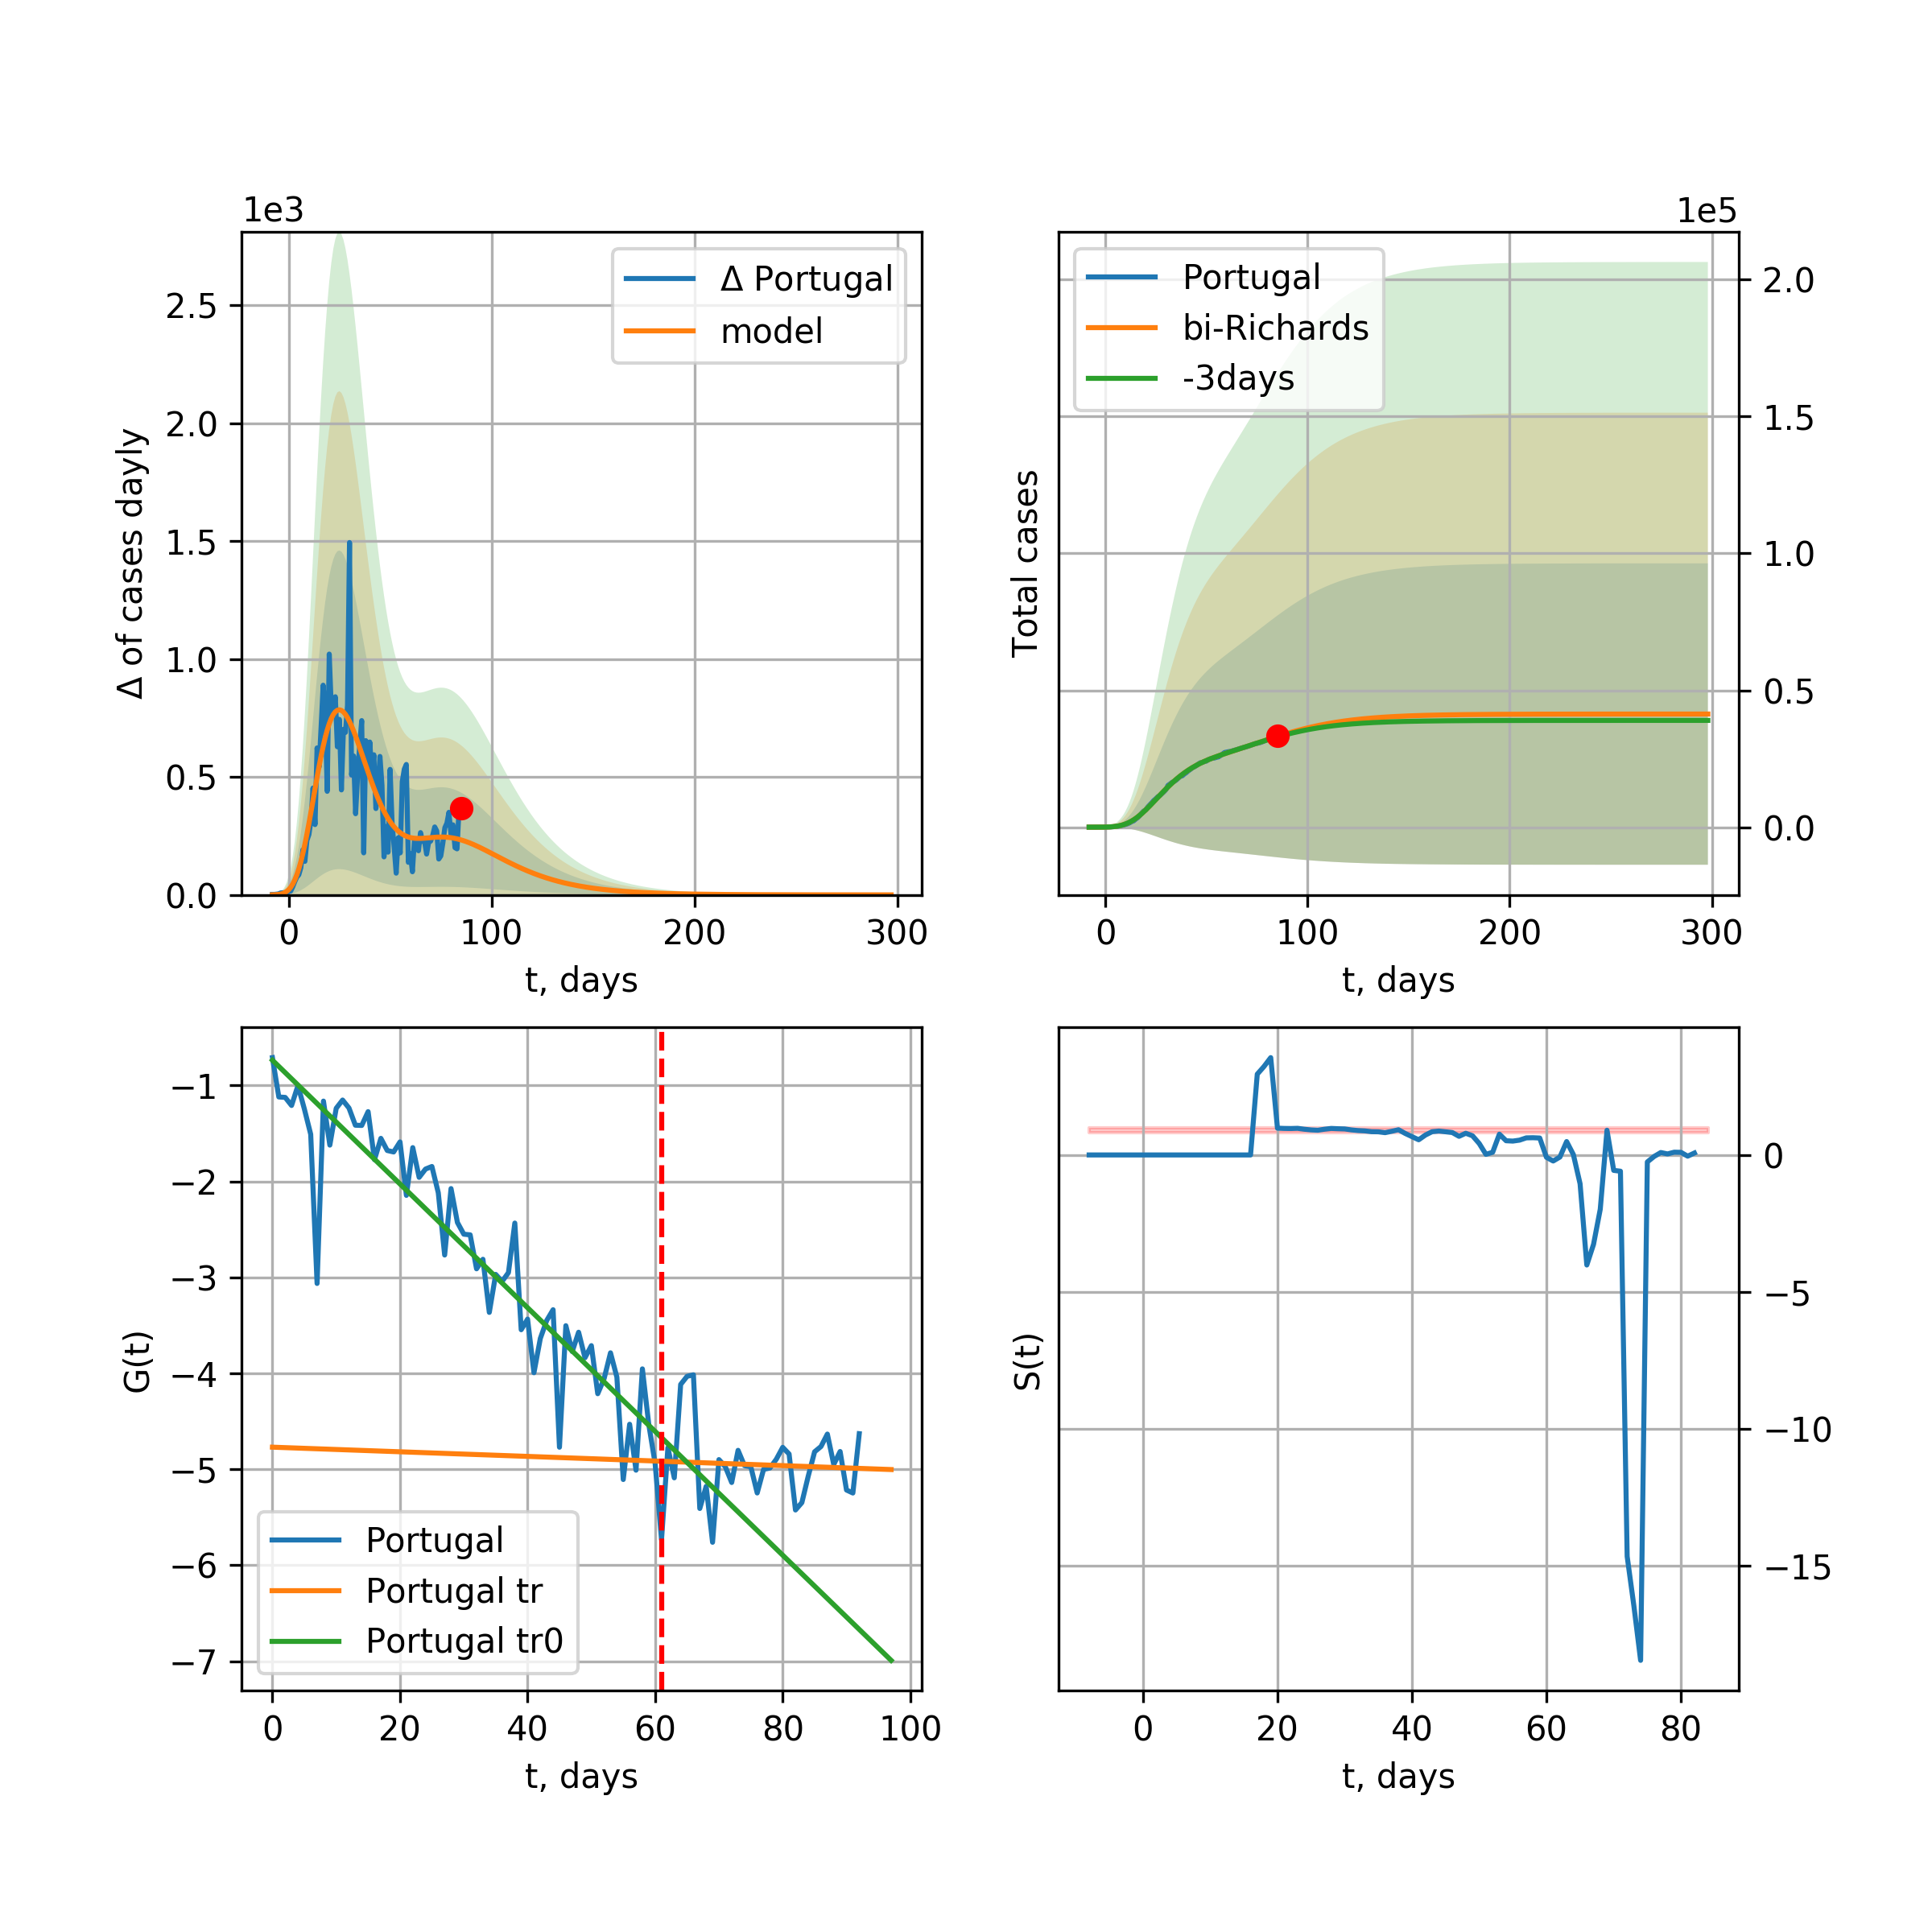 1e3
Δ Portugal
model
2.5
2.0
1.5
1.0
0.5
0.0
Δ of cases dayly
0 100 200 300
t, days
1e5
Portugal
bi-Richards
-3days
2.0
1.5
1.0
0.5
0.0
Total cases
0 100 200 300
t, days
−1
−2
−3
−4
−5
−6
−7
G(t)
Portugal
Portugal tr
Portugal tr0
0 20 40 60 80 100
t, days
S(t)
0
−5
−10
−15
0 20 40 60 80
t, days